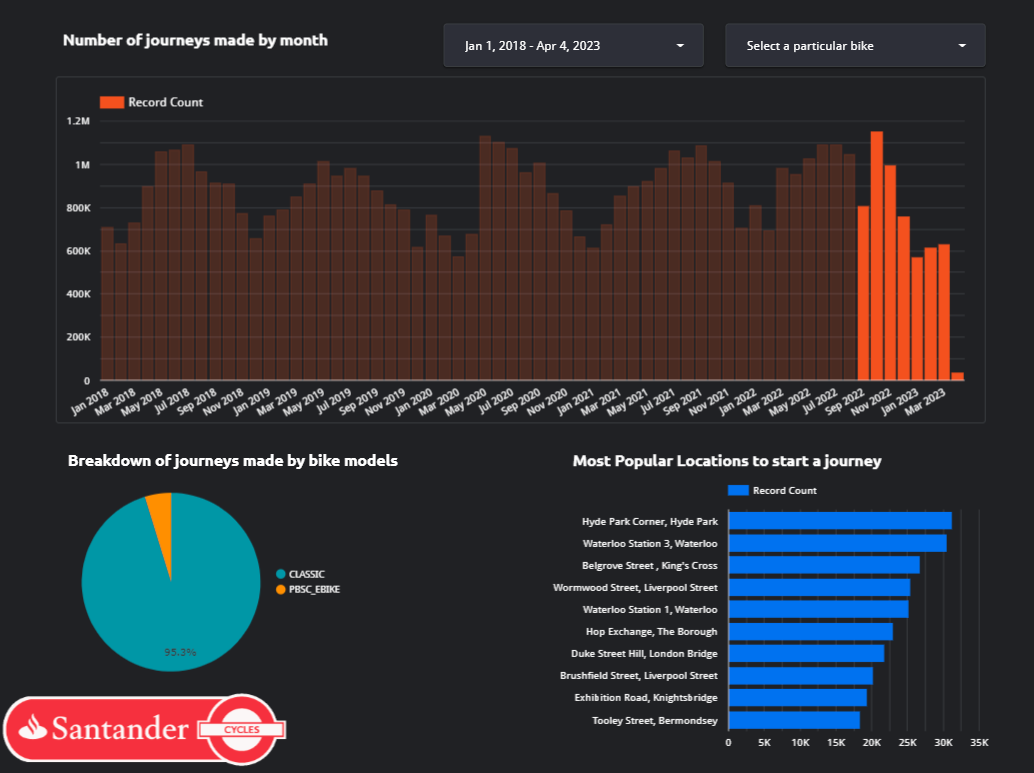 Number of journeys made by month
Jan 1, 2018 - Apr 4, 2023
Select a particular bike
Record Count
1.2M
1M
800K
600K
400K
200K
0
Jan 2018
Mar 2018
May 2018
Jul 2018
Sep 2018
Nov 2018
Jan 2019
Mar 2019
May 2019
Jul 2019
Sep 2019
Nov 2019
Jan 2020
Mar 2020
May 2020
Jul 2020
Sep 2020
Nov 2020
Jan 2021
Mar 2021
May 2021
Jul 2021
Sep 2021
Nov 2021
Jan 2022
Mar 2022
May 2022
Jul 2022
Sep 2022
Nov 2022
Jan 2023
Mar 2023
Breakdown of journeys made by bike models
CLASSIC
PBSC_EBIKE
95.3%
Most Popular Locations to start a journey
Record Count
Hyde Park Corner, Hyde Park
Waterloo Station 3, Waterloo
Belgrove Street , King's Cross
Wormwood Street, Liverpool Street
Waterloo Station 1, Waterloo
Hop Exchange, The Borough
Duke Street Hill, London Bridge
Brushfield Street, Liverpool Street
Exhibition Road, Knightsbridge
Tooley Street, Bermondsey
0 5K 10K 15K 20K 25K 30K 35K
Santander
CYCLES